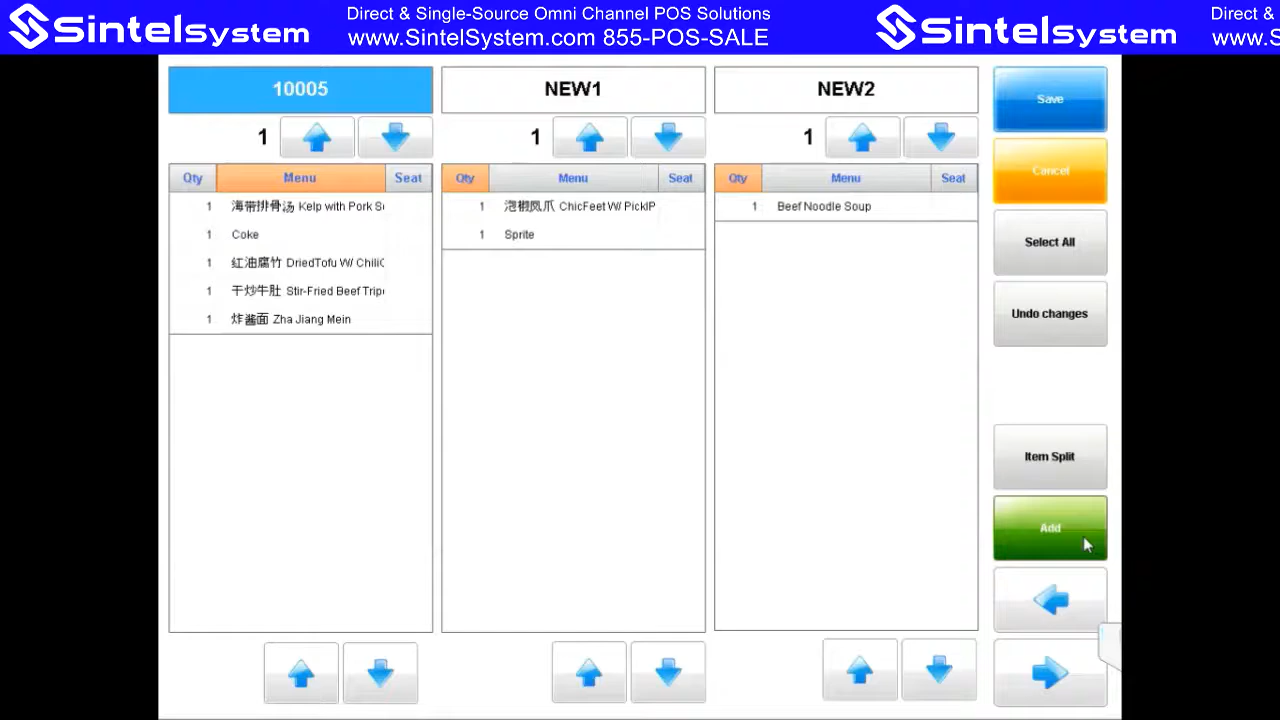 Sintelsystem
Direct & Single-Source Omni Channel POS Solutions
www.SintelSystem.com 855-POS-SALE
Sintelsystem
Direct &
www.S
10005
NEW1
NEW2
Save
1
1
1
Cancel
Qty Menu Seat
Qty Menu Seat
Qty Menu Seat
1 海带排骨汤 Kelp with Pork
1 Coke
1 红油腐竹 DriedTofu W/ Chili
1 干炒牛肚 Stir-Fried Beef Trip
1 炸酱面 Zha Jiang Mein
1 泡椒凤爪 ChicFeet W/ PicklP
1 Sprite
1 Beef Noodle Soup
Select All
Undo changes
Item Split
Add